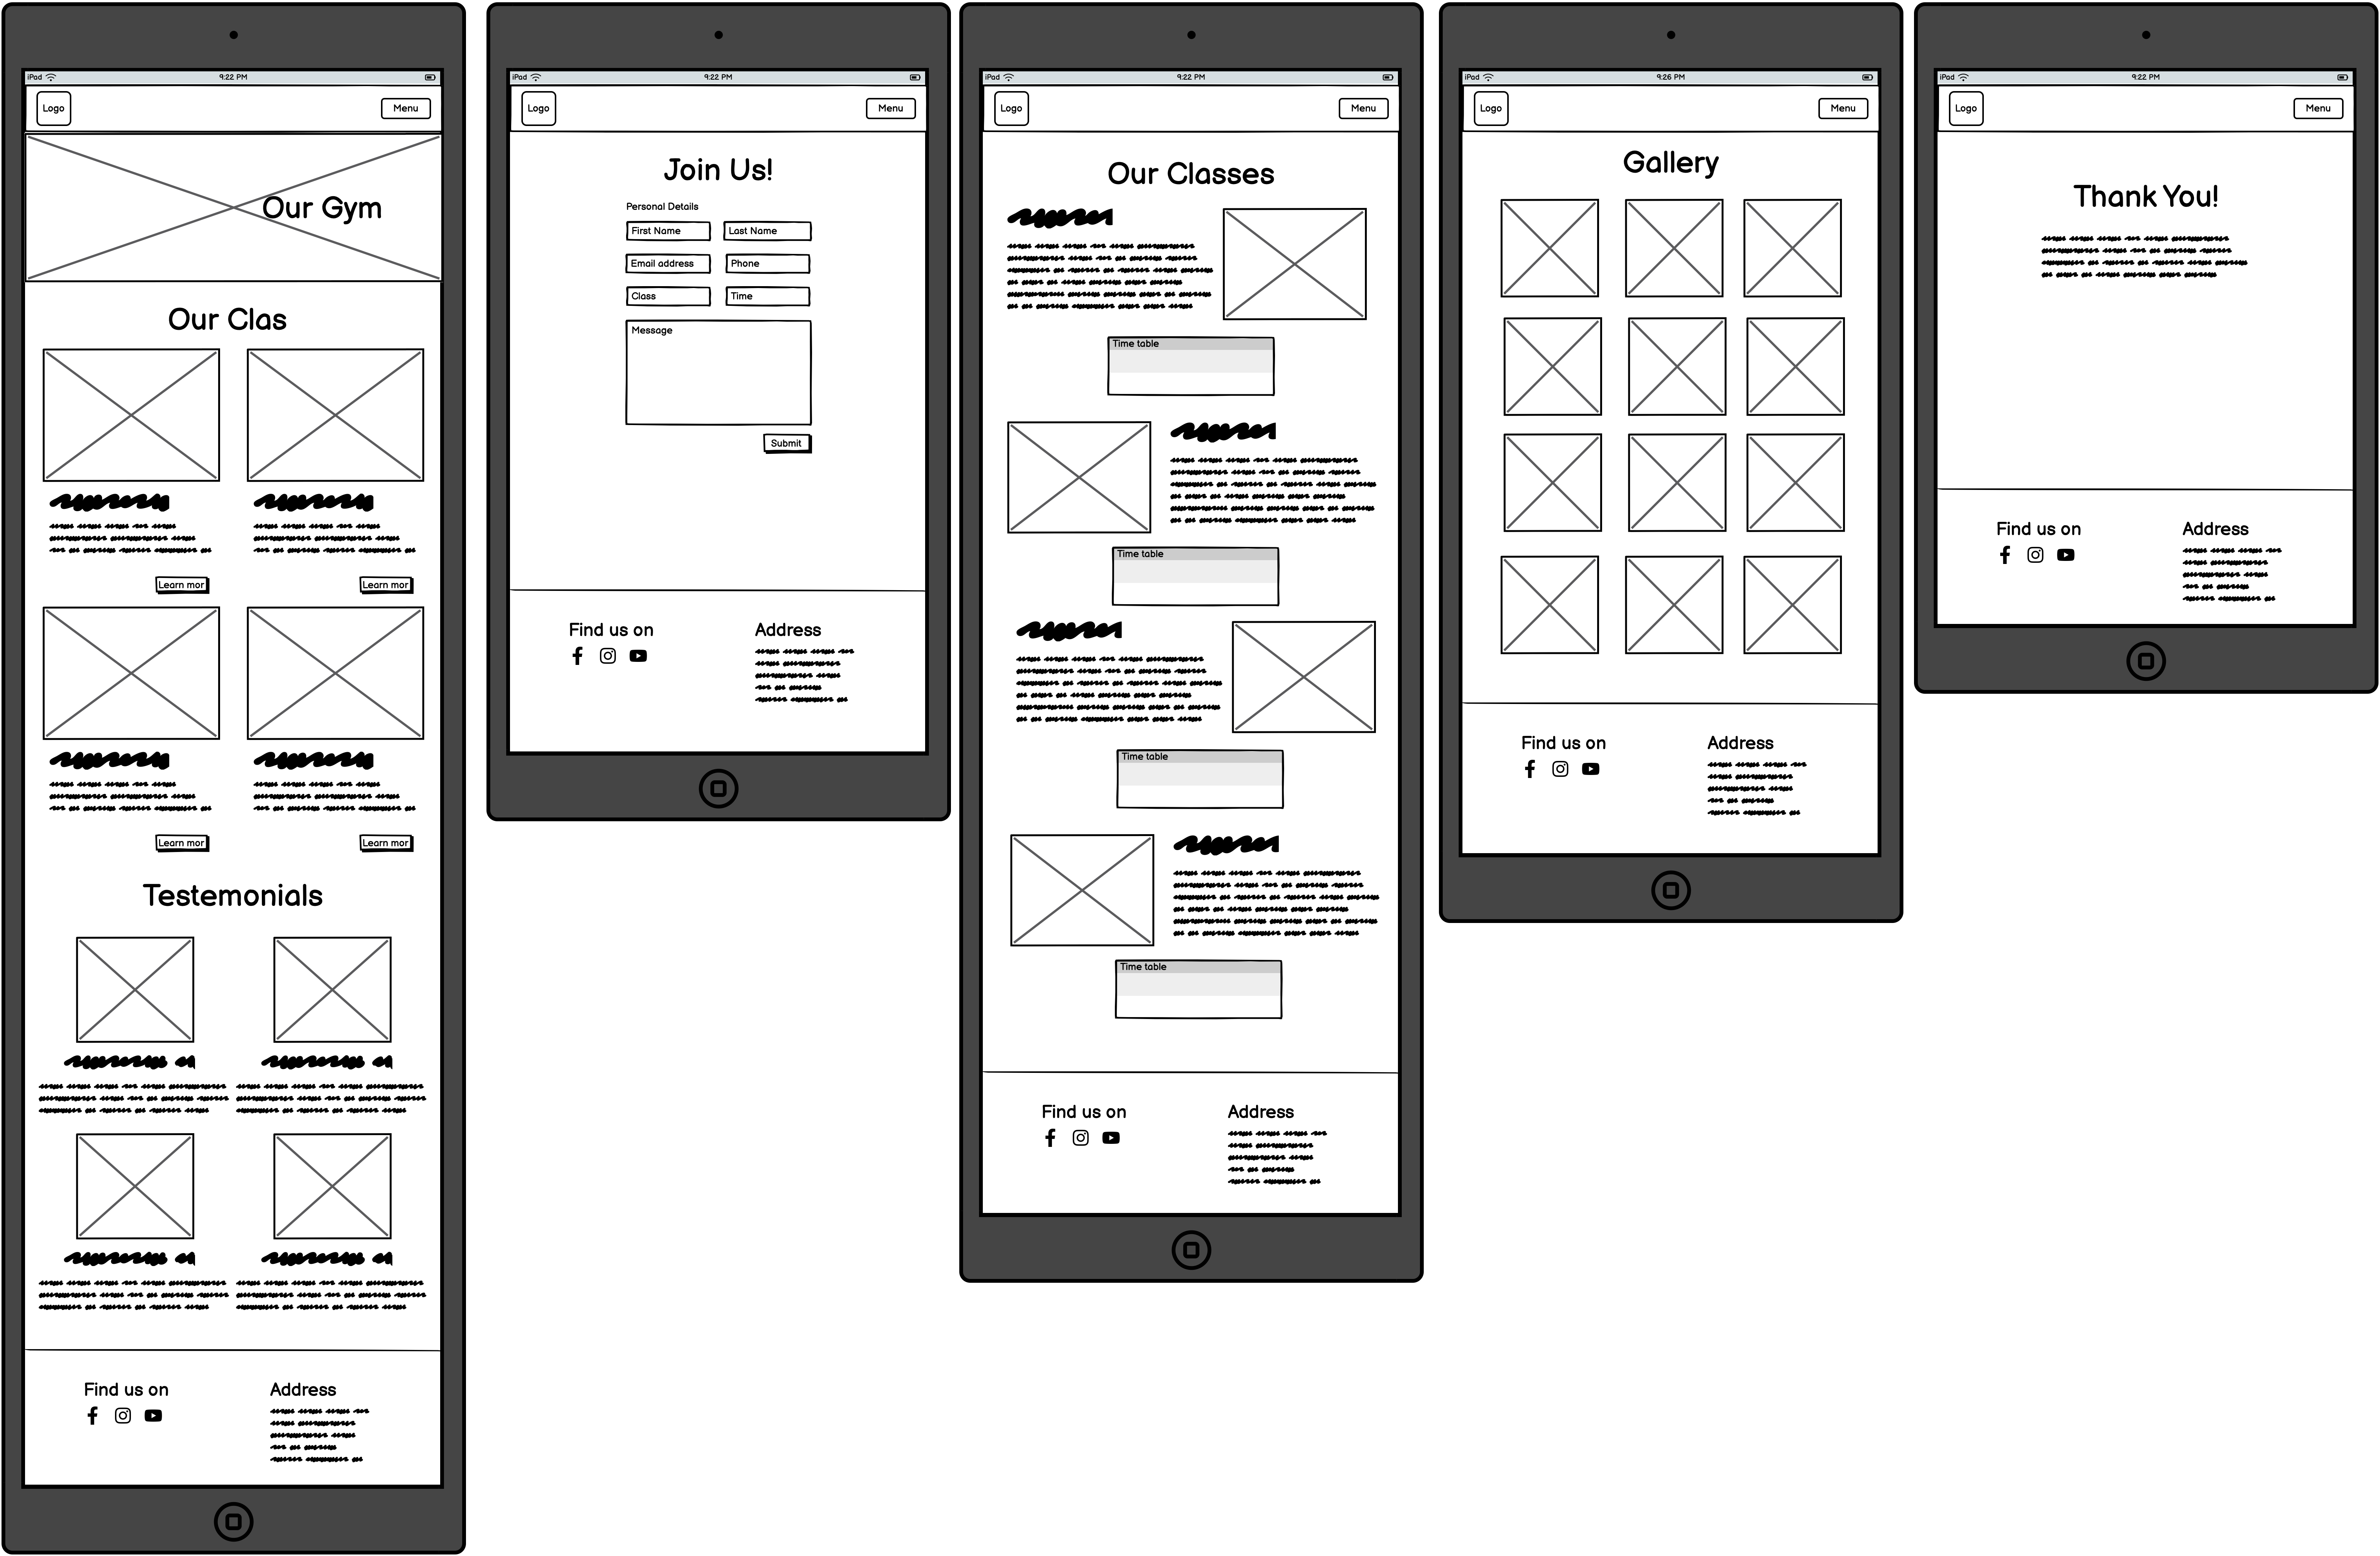 iPad 9:22 PM
Logo Menu
Our Gym
Our Clas
Learn mor Learn mor
Learn mor Learn mor
Testemonials
Find us on Address
iPad 9:22 PM
Logo Menu
Join Us!
Personal Details
First Name Last Name
Email address Phone
Class Time
Message
Submit
Find us on Address
iPad 9:22 PM
Logo Menu
Our Classes
Time table
Time table
Time table
Time table
Find us on Address
iPad 9:26 PM
Logo Menu
Gallery
Find us on Address
iPad 9:22 PM
Logo Menu
Thank You!
Find us on Address